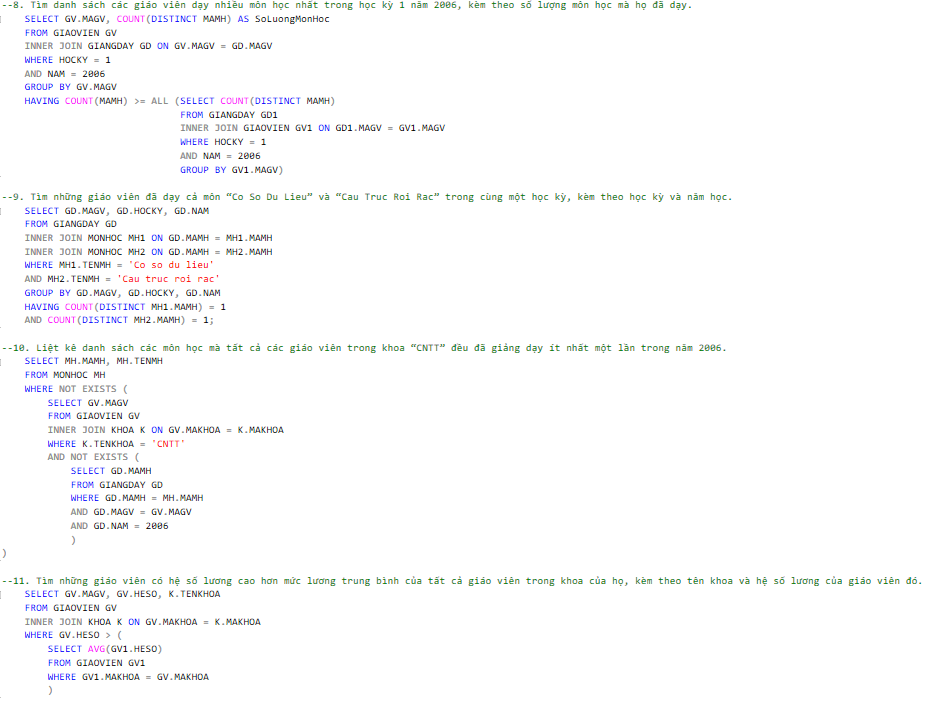 --8. Tìm danh sách các giáo viên dạy nhiều môn học nhất trong học kỳ 1 năm 2006, kèm theo số lượng môn học mà họ đã dạy.
SELECT GV.MAGV, COUNT(DISTINCT MAMH) AS SoLuongMonHoc
FROM GIAOVIEN GV
INNER JOIN GIANGDAY GD ON GV.MAGV = GD.MAGV
WHERE HOCKY = 1
AND NAM = 2006
GROUP BY GV.MAGV
HAVING COUNT(MAMH) >= ALL (SELECT COUNT(DISTINCT MAMH)
FROM GIANGDAY GD1
INNER JOIN GIAOVIEN GV1 ON GD1.MAGV = GV1.MAGV
WHERE HOCKY = 1
AND NAM = 2006
GROUP BY GV1.MAGV)
--9. Tìm những giáo viên đã dạy cả môn “Co So Du Lieu” và “Cau Truc Roi Rac” trong cùng một học kỳ, kèm theo học kỳ và năm học.
SELECT GD.MAGV, GD.HOCKY, GD.NAM
FROM GIANGDAY GD
INNER JOIN MONHOC MH1 ON GD.MAMH = MH1.MAMH
INNER JOIN MONHOC MH2 ON GD.MAMH = MH2.MAMH
WHERE MH1.TENMH = 'Co so du lieu'
AND MH2.TENMH = 'Cau truc roi rac'
GROUP BY GD.MAGV, GD.HOCKY, GD.NAM
HAVING COUNT(DISTINCT MH1.MAMH) = 1
AND COUNT(DISTINCT MH2.MAMH) = 1;
--10. Liệt kê danh sách các môn học mà tất cả các giáo viên trong khoa “CNTT” đều đã giảng dạy ít nhất một lần trong năm 2006.
SELECT MH.MAMH, MH.TENMH
FROM MONHOC MH
WHERE NOT EXISTS (
SELECT GV.MAGV
FROM GIAOVIEN GV
INNER JOIN KHOA K ON GV.MAKHOA = K.MAKHOA
WHERE K.TENKHOA = 'CNTT'
AND NOT EXISTS (
SELECT GD.MAMH
FROM GIANGDAY GD
WHERE GD.MAMH = MH.MAMH
AND GD.MAGV = GV.MAGV
AND GD.NAM = 2006
)
)
--11. Tìm những giáo viên có hệ số lương cao hơn mức lương trung bình của tất cả giáo viên trong khoa của họ, kèm theo tên khoa và hệ số lương của giáo viên đó.
SELECT GV.MAGV, GV.HESO, K.TENKHOA
FROM GIAOVIEN GV
INNER JOIN KHOA K ON GV.MAKHOA = K.MAKHOA
WHERE GV.HESO > (
SELECT AVG(GV1.HESO)
FROM GIAOVIEN GV1
WHERE GV1.MAKHOA = GV.MAKHOA
)